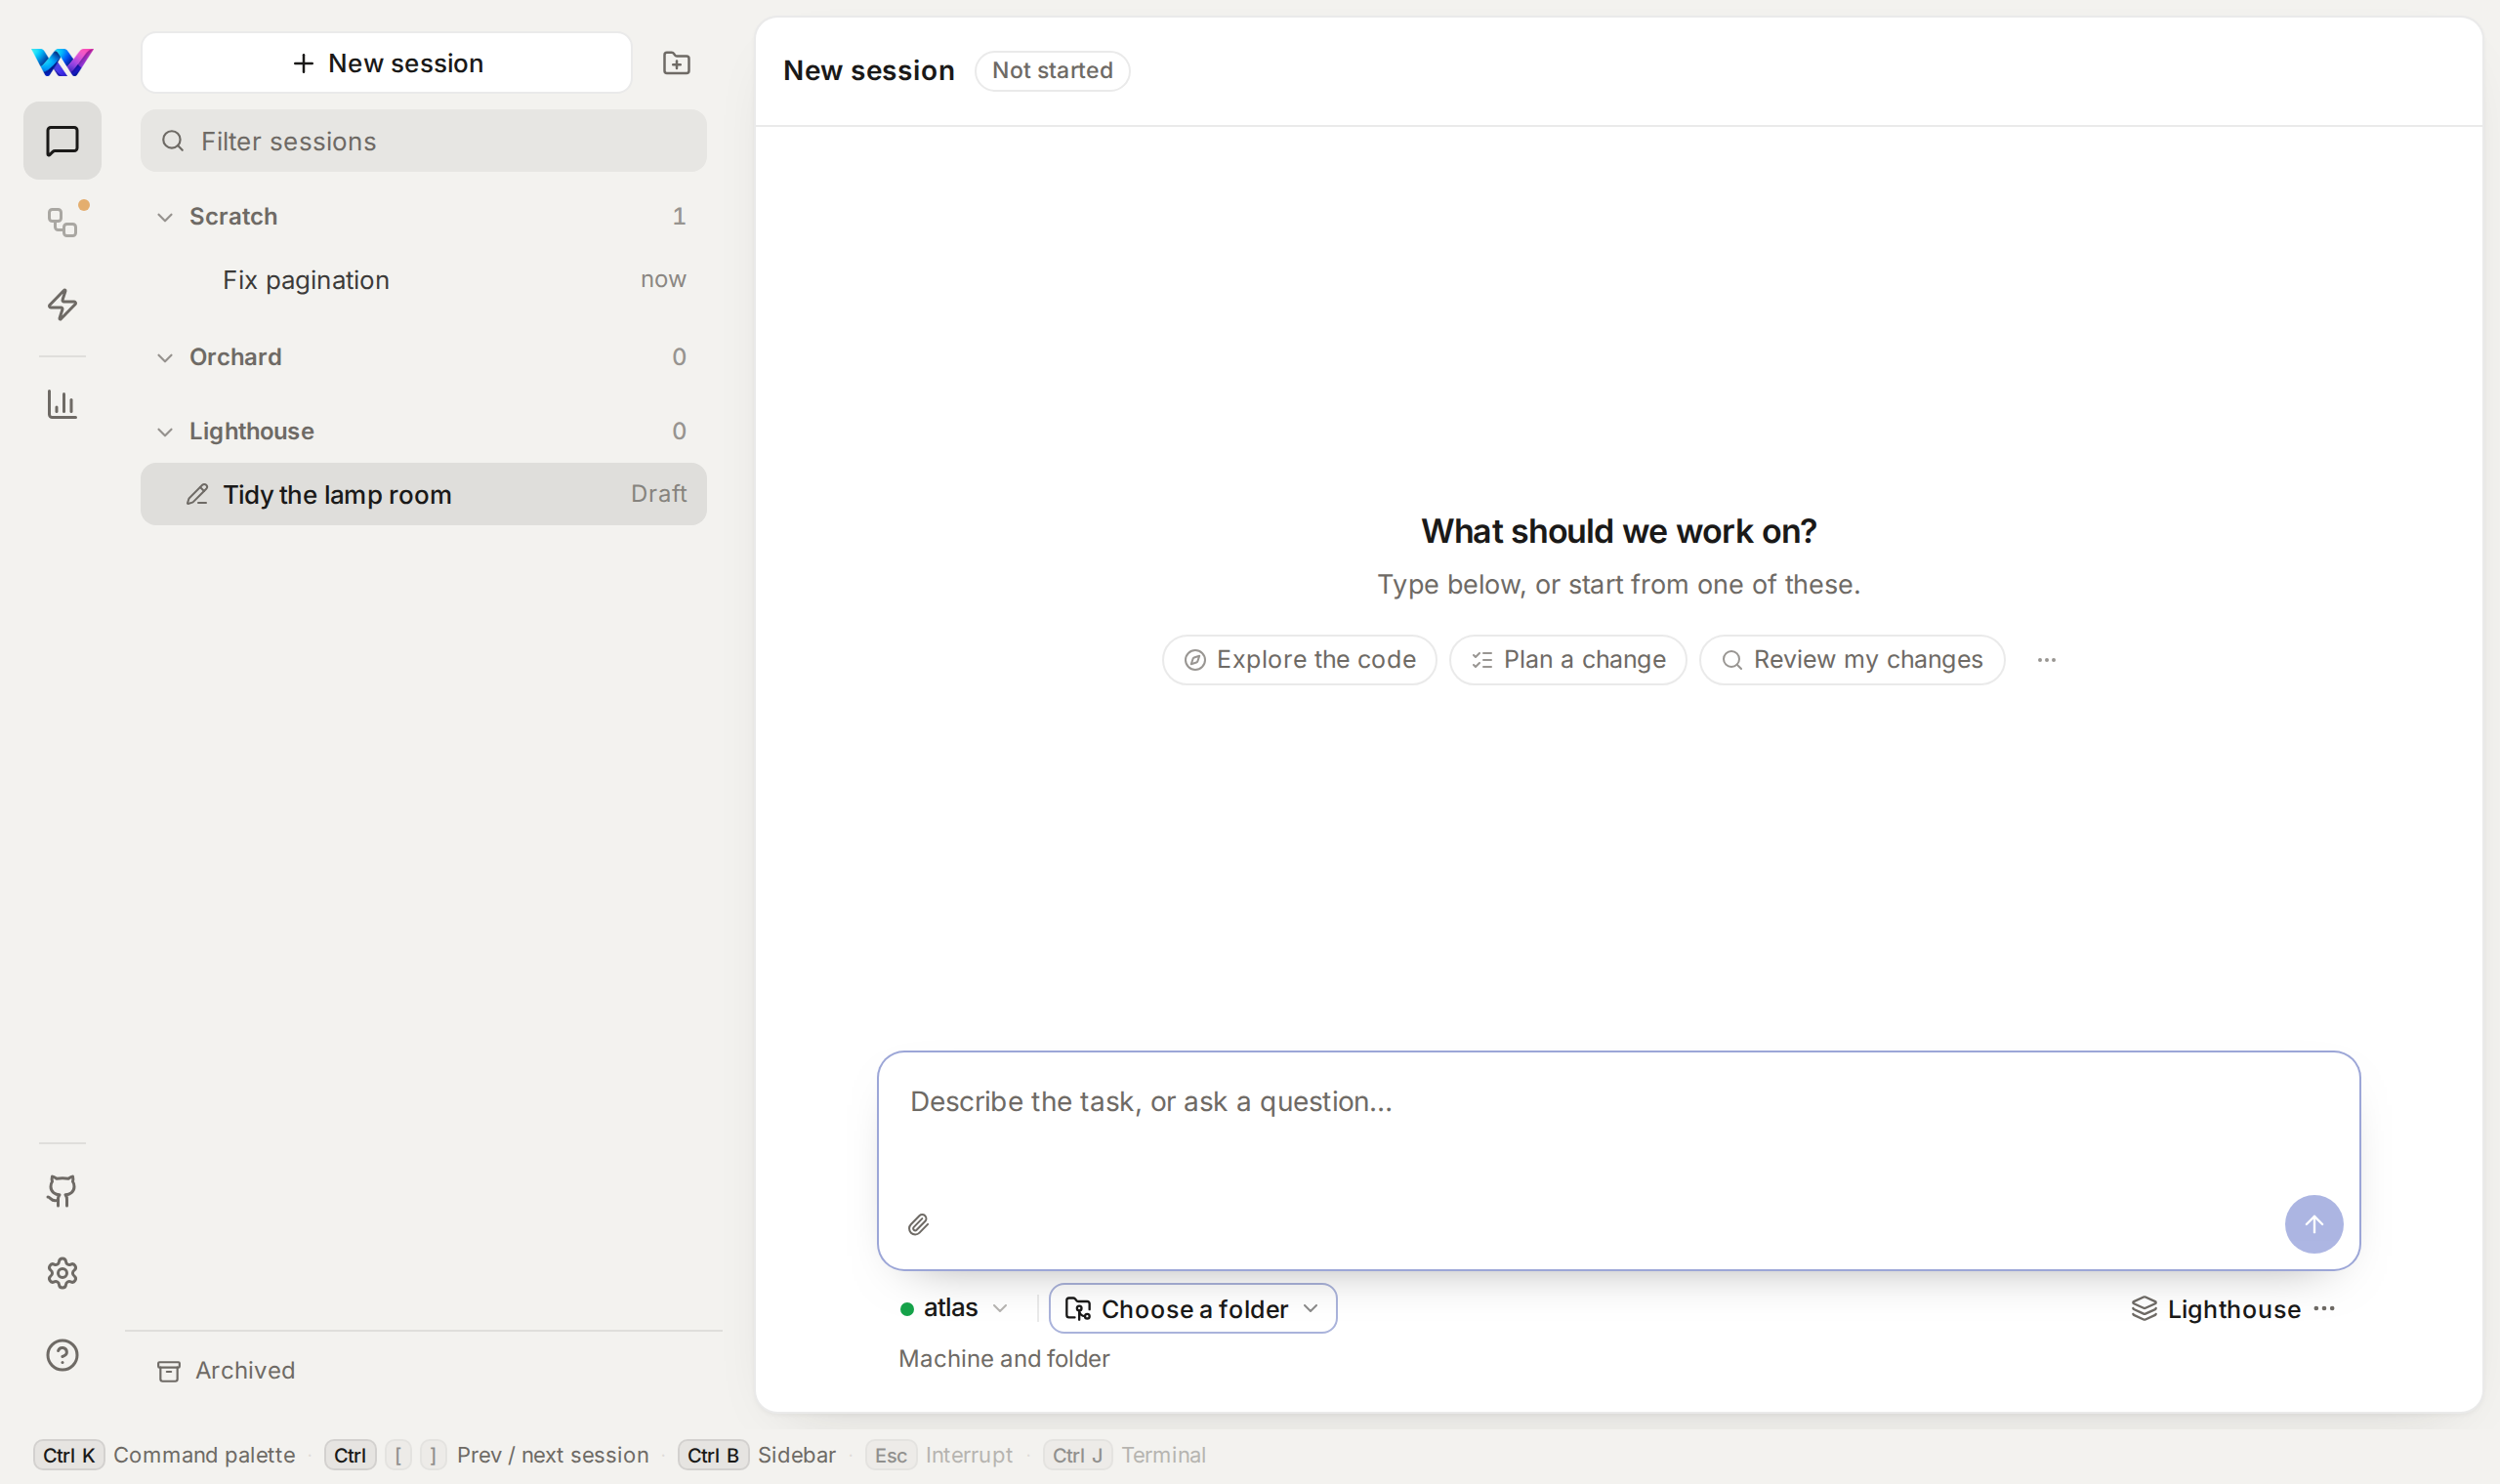 New session
Filter sessions
Scratch 1
Fix pagination now
Orchard 0
Lighthouse 0
Tidy the lamp room Draft
Archived
New session Not started
What should we work on?
Type below, or start from one of these.
Explore the code Plan a change Review my changes ...
Describe the task, or ask a question...
atlas Choose a folder Lighthouse ...
Machine and folder
Ctrl K Command palette · Ctrl [ ] Prev / next session · Ctrl B Sidebar · Esc Interrupt · Ctrl J Terminal